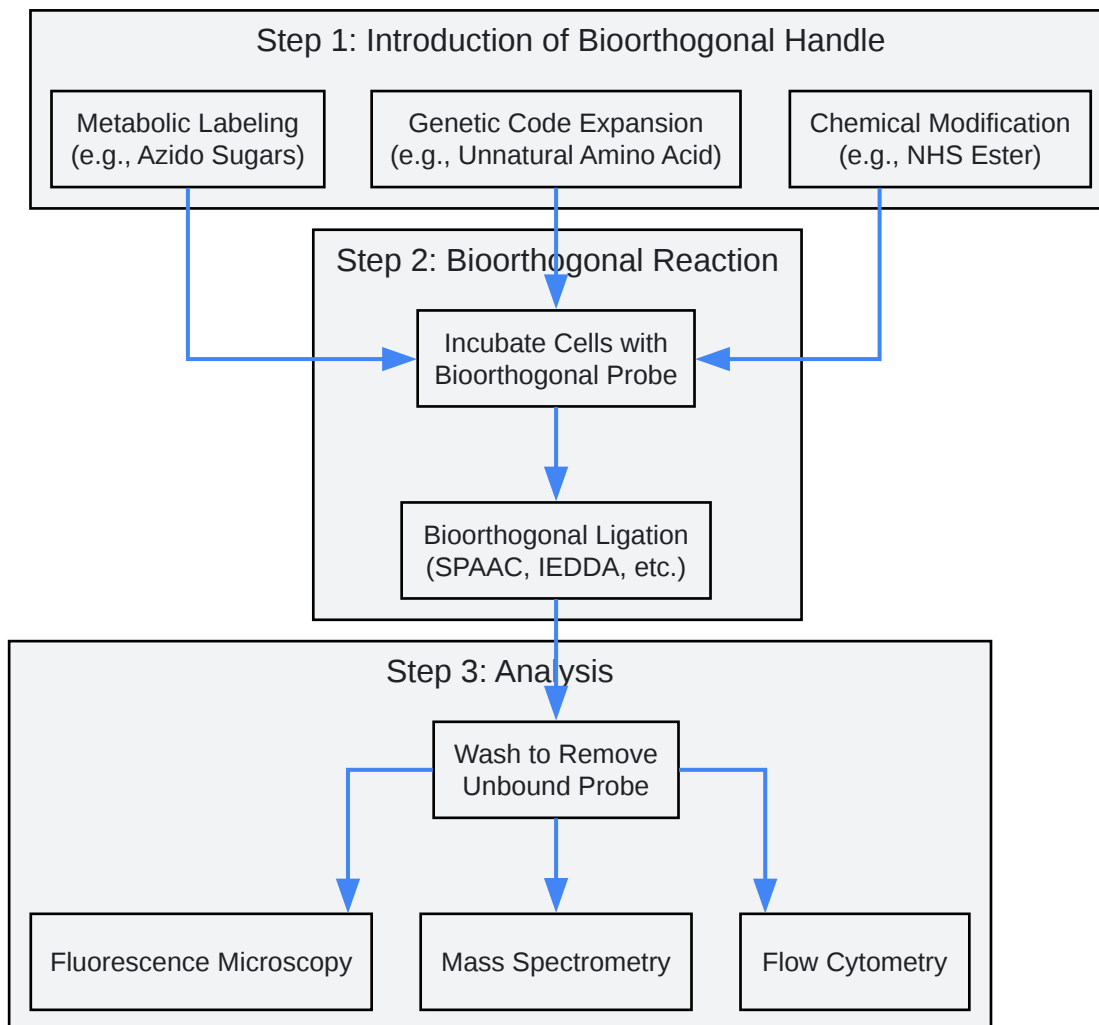 Step 1: Introduction of Bioorthogonal Handle
Metabolic Labeling
(e.g., Azido Sugars)
Genetic Code Expansion
(e.g., Unnatural Amino Acid)
Chemical Modification
(e.g., NHS Ester)
Step 2: Bioorthogonal Reaction
Incubate Cells with
Bioorthogonal Probe
Bioorthogonal Ligation
(SPAAC, IEDDA, etc.)
Step 3: Analysis
Wash to Remove
Unbound Probe
Fluorescence Microscopy
Mass Spectrometry
Flow Cytometry